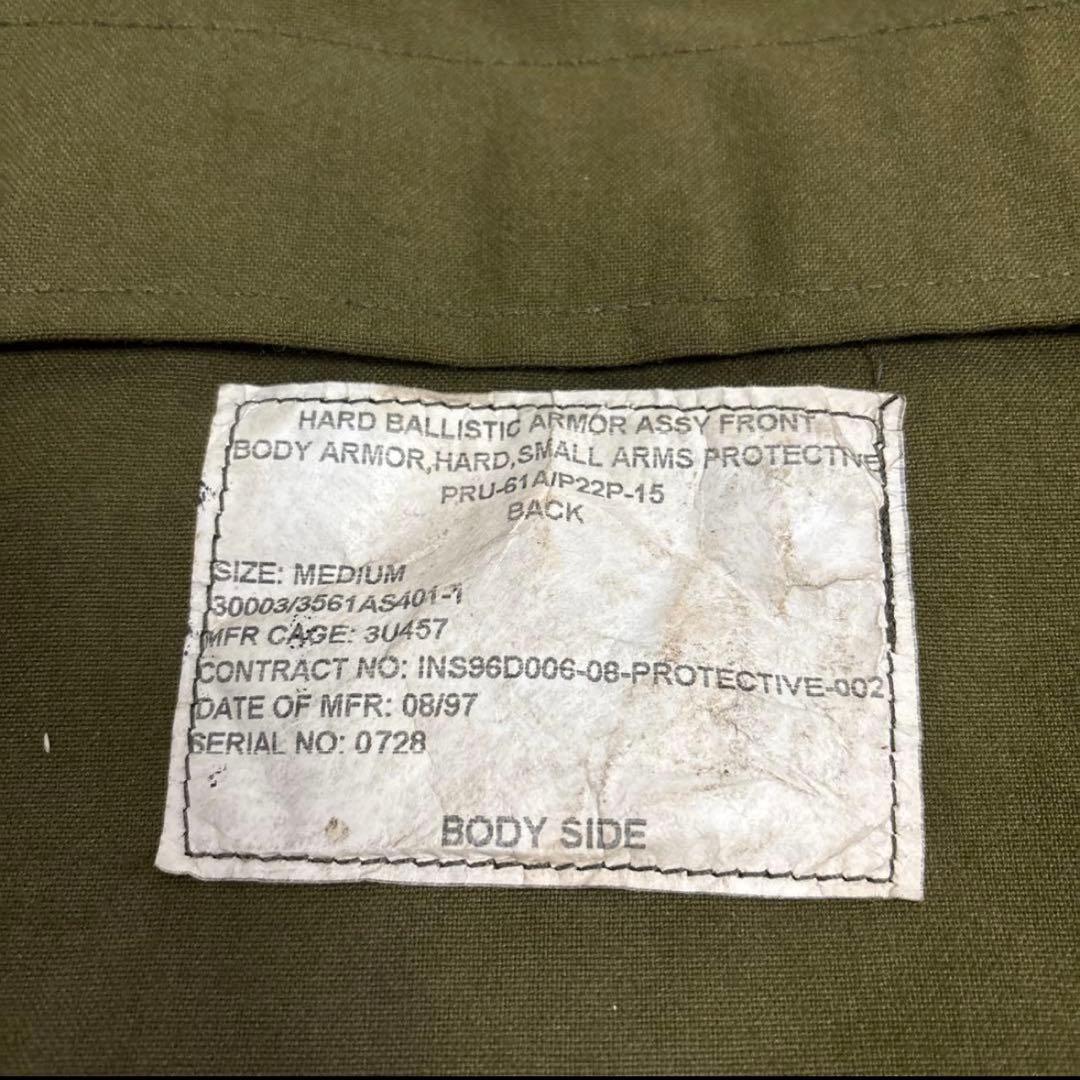 HARD BALLISTIC ARMOR ASSY FRONT
BODY ARMOR,HARD,SMALL ARMS PROTECTIVE
PRU-61A/P22P-15
BACK
SIZE: MEDIUM
30003/3561AS401-1
MFR CAGE: 3U457
CONTRACT NO: INS96D006-08-PROTECTIVE-002
DATE OF MFR: 08/97
SERIAL NO: 0728
BODY SIDE